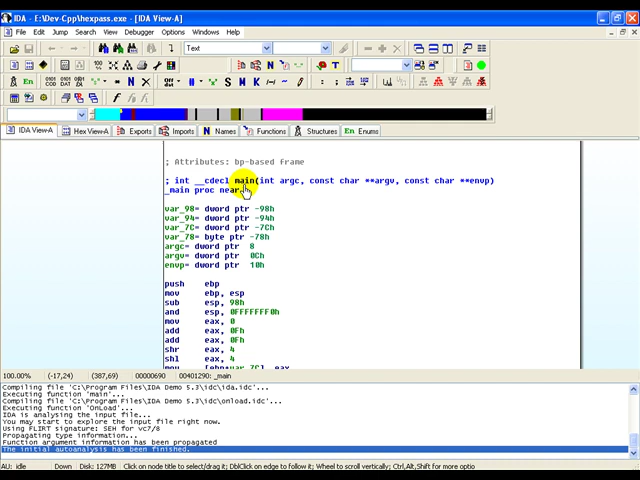 IDA - E:\Dev-Cpp\hexpass.exe - [IDA View-A]
File Edit Jump Search View Debugger Options Windows Help
Text
En
IDA View-A Hex View-A Exports Imports N Names Functions Structures En Enums
; Attributes: bp-based frame
; int __cdecl main(int argc, const char **argv, const char **envp)
_main proc near
var_98= dword ptr -98h
var_94= dword ptr -94h
var_7C= dword ptr -7Ch
var_78= byte ptr -78h
argc= dword ptr 8
argv= dword ptr 0Ch
envp= dword ptr 10h
push ebp
mov ebp, esp
sub esp, 98h
and esp, 0FFFFFFF0h
mov eax, 0
add eax, 0Fh
add eax, 0Fh
shr eax, 4
shl eax, 4
mov [ebp+var_7C], eax
100.00% (-17,24) (387,69) 00000690 00401290: _main
Compiling file 'C:\Program Files\IDA Demo 5.3\idc\ida.idc'...
Executing function 'main'...
Compiling file 'C:\Program Files\IDA Demo 5.3\idc\onload.idc'...
Executing function 'OnLoad'...
IDA is analysing the input file...
You may start to explore the input file right now.
Using FLIRT signature: SEH for vc7/8
Propagating type information...
Function argument information has been propagated
The initial autoanalysis has been finished.
AU: idle Down Disk: 127MB Click on node title to select/drag it; DblClick on edge to follow it; Wheel to scroll vertically; Ctrl,Alt,Shift for more optio